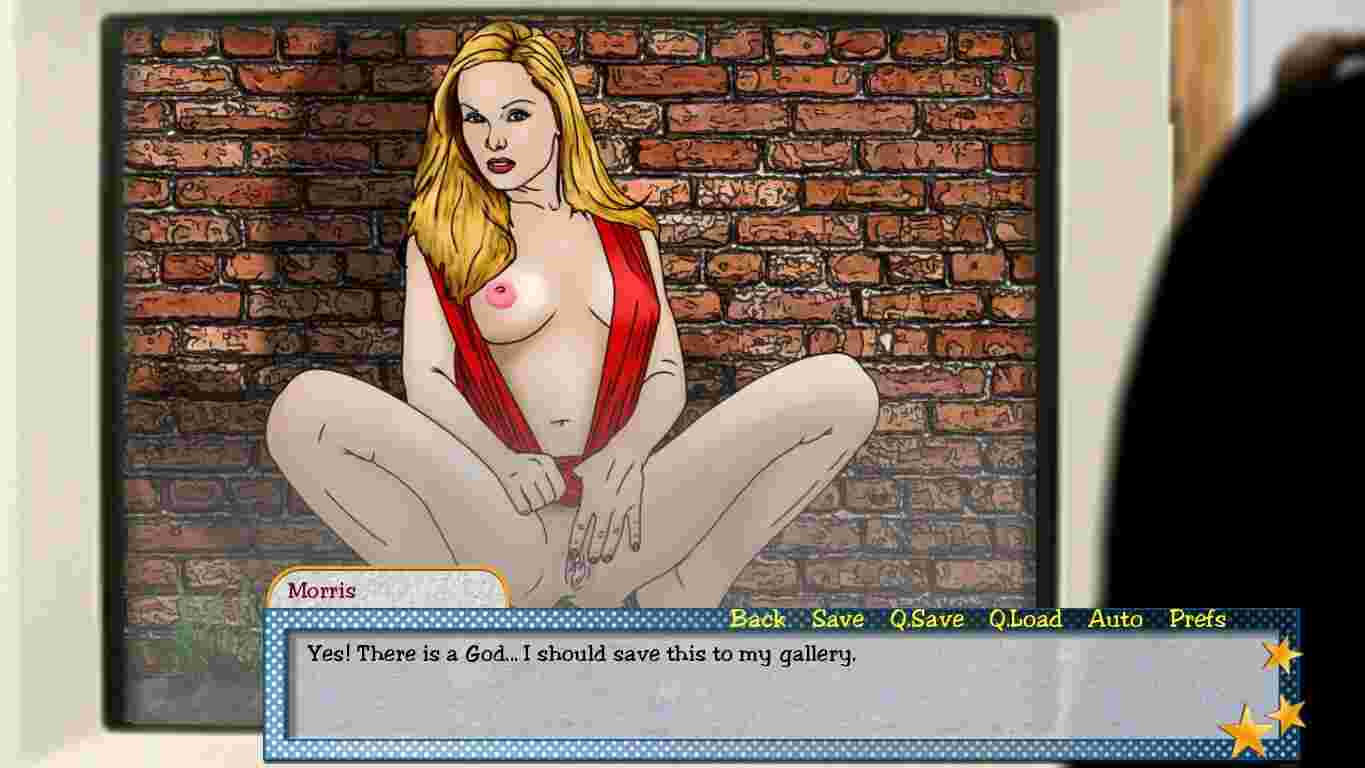 Morris
Back Save Q.Save Q.Load Auto Prefs
Yes! There is a God... I should save this to my gallery.